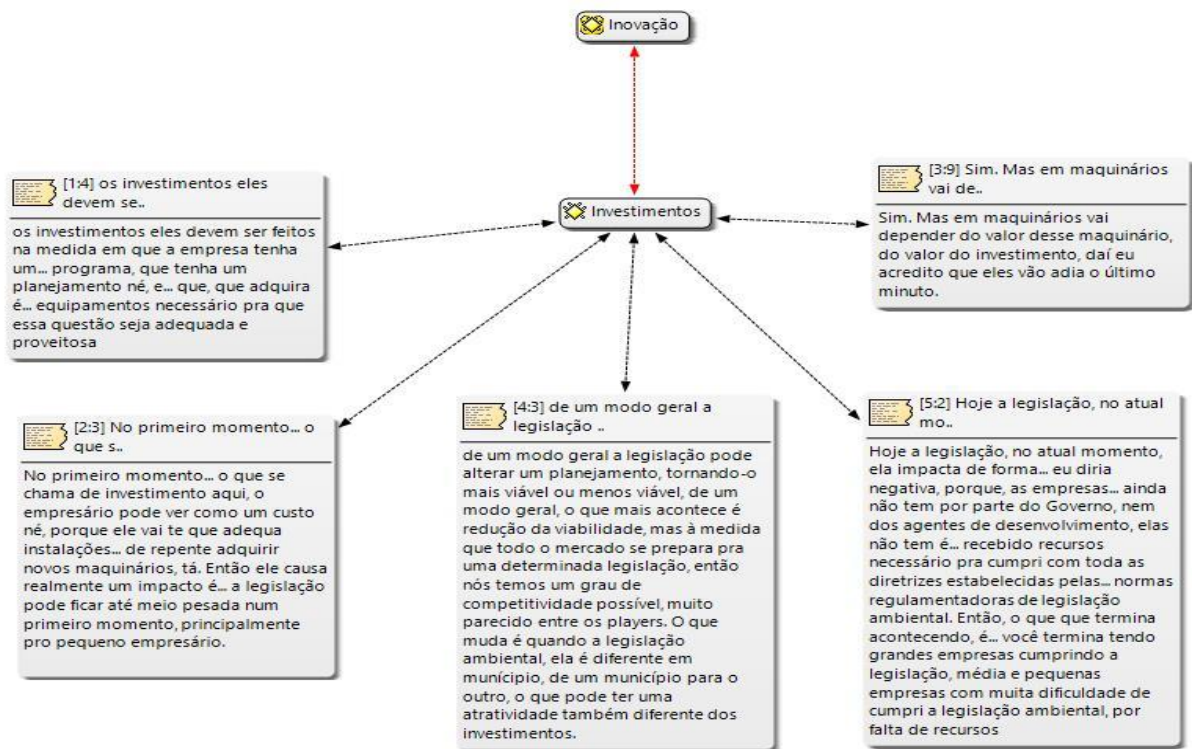 Inovação
Investimentos
[1:4] os investimentos eles
devem se..
os investimentos eles devem ser feitos
na medida em que a empresa tenha
um... programa, que tenha um
planejamento né, e... que, que adquira
é... equipamentos necessário pra que
essa questão seja adequada e
proveitosa
[3:9] Sim. Mas em maquinários
vai de..
Sim. Mas em maquinários vai
depender do valor desse maquinário,
do valor do investimento, daí eu
acredito que eles vão adia o último
minuto.
[2:3] No primeiro momento... o
que s..
No primeiro momento... o que se
chama de investimento aqui, o
empresário pode ver como um custo
né, porque ele vai te que adequa
instalações... de repente adquirir
novos maquinários, tá. Então ele causa
realmente um impacto é... a legislação
pode ficar até meio pesada num
primeiro momento, principalmente
pro pequeno empresário.
[4:3] de um modo geral a
legislação ..
de um modo geral a legislação pode
alterar um planejamento, tornando-o
mais viável ou menos viável, de um
modo geral, o que mais acontece é
redução da viabilidade, mas à medida
que todo o mercado se prepara pra
uma determinada legislação, então
nós temos um grau de
competitividade possível, muito
parecido entre os players. O que
muda é quando a legislação
ambiental, ela é diferente em
munícipio, de um município para o
outro, o que pode ter uma
atratividade também diferente dos
investimentos.
[5:2] Hoje a legislação, no atual
mo..
Hoje a legislação, no atual momento,
ela impacta de forma... eu diria
negativa, porque, as empresas... ainda
não tem por parte do Governo, nem
dos agentes de desenvolvimento, elas
não tem é... recebido recursos
necessário pra cumpri com toda as
diretrizes estabelecidas pelas... normas
regulamentadoras de legislação
ambiental. Então, o que que termina
acontecendo, é... você termina tendo
grandes empresas cumprindo a
legislação, média e pequenas
empresas com muita dificuldade de
cumpri a legislação ambiental, por
falta de recursos